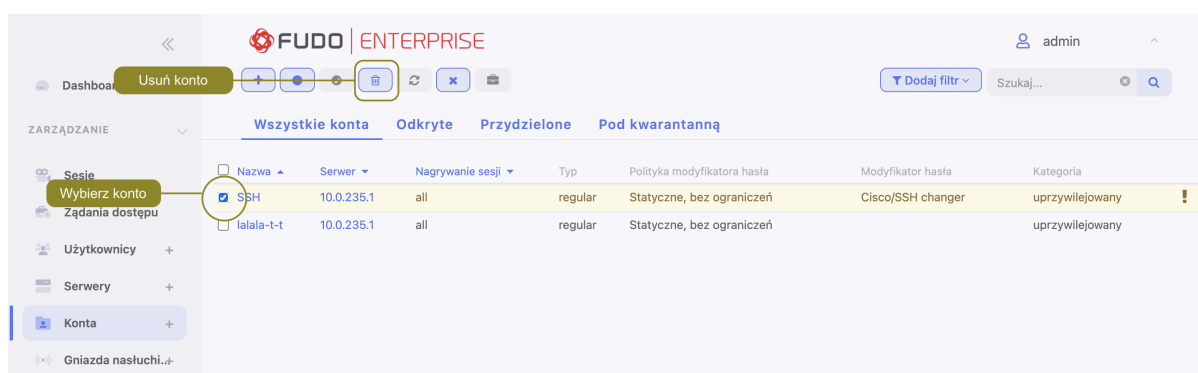 FUDO ENTERPRISE
admin
Usuń konto
Dashboa
Dodaj filtr
Szukaj...
ZARZĄDZANIE
Wszystkie konta Odkryte Przydzielone Pod kwarantanną
Nazwa Serwer Nagrywanie sesji Typ Polityka modyfikatora hasła Modyfikator hasła Kategoria
Sesje
Wybierz konto
SSH 10.0.235.1 all regular Statyczne, bez ograniczeń Cisco/SSH changer uprzywilejowany !
Żądania dostępu
lalala-t-t 10.0.235.1 all regular Statyczne, bez ograniczeń uprzywilejowany
Użytkownicy +
Serwery +
Konta +
Gniazda nasłuchi..+